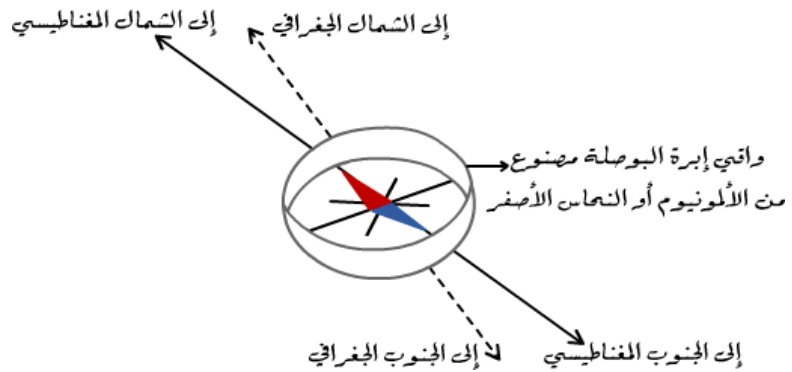 إلى الشمال المغناطيسي
إلى الشمال الجغرافي
واقي إبرة البوصلة مصنوع
من الألمونيوم أو النحاس الأصفر
إلى الجنوب المغناطيسي
إلى الجنوب الجغرافي